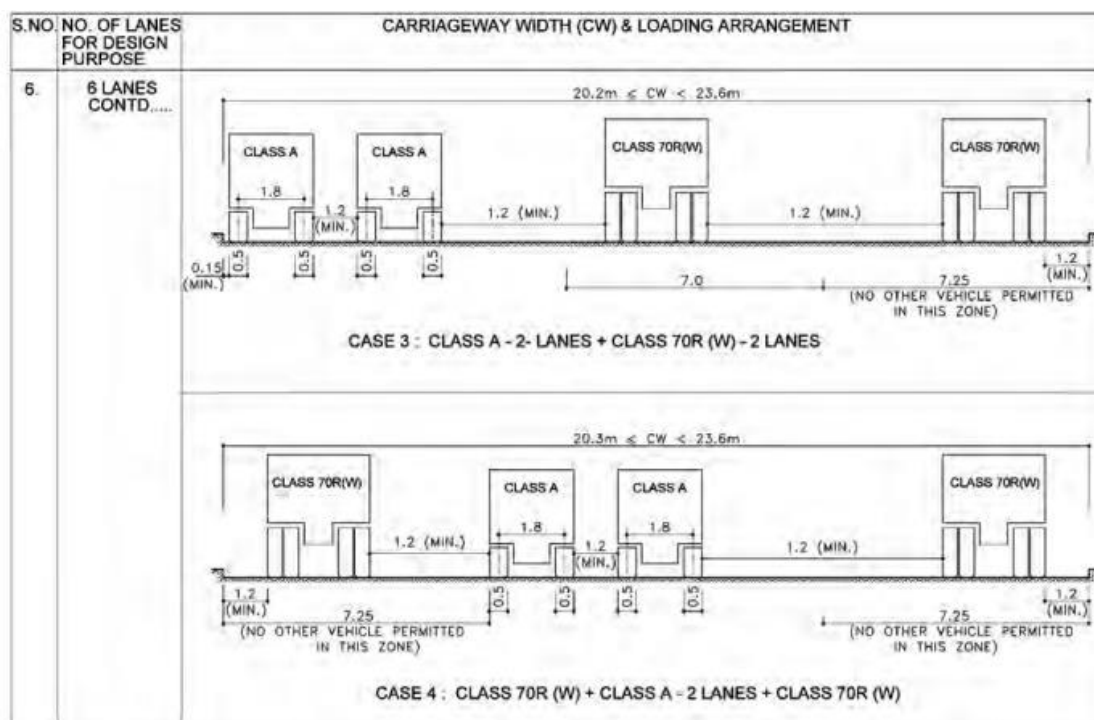 S.NO. NO. OF LANES FOR DESIGN PURPOSE
CARRIAGEWAY WIDTH (CW) & LOADING ARRANGEMENT
6. 6 LANES CONTD.....
20.2m ⩽ CW < 23.6m
CLASS A CLASS A CLASS 70R(W) CLASS 70R(W)
1.8 1.8
1.2 (MIN.) 1.2 (MIN.) 1.2 (MIN.)
0.15 (MIN.) 0.5 0.5 0.5 0.5 1.2 (MIN.)
7.0 7.25
(NO OTHER VEHICLE PERMITTED
IN THIS ZONE)
CASE 3 : CLASS A - 2- LANES + CLASS 70R (W) - 2 LANES
20.3m ⩽ CW < 23.6m
CLASS 70R(W) CLASS A CLASS A CLASS 70R(W)
1.8 1.8
1.2 (MIN.) 1.2 (MIN.) 1.2 (MIN.)
1.2 (MIN.) 0.5 0.5 0.5 0.5 1.2 (MIN.)
7.25 7.25
(NO OTHER VEHICLE PERMITTED IN THIS ZONE) (NO OTHER VEHICLE PERMITTED IN THIS ZONE)
CASE 4 : CLASS 70R (W) + CLASS A - 2 LANES + CLASS 70R (W)